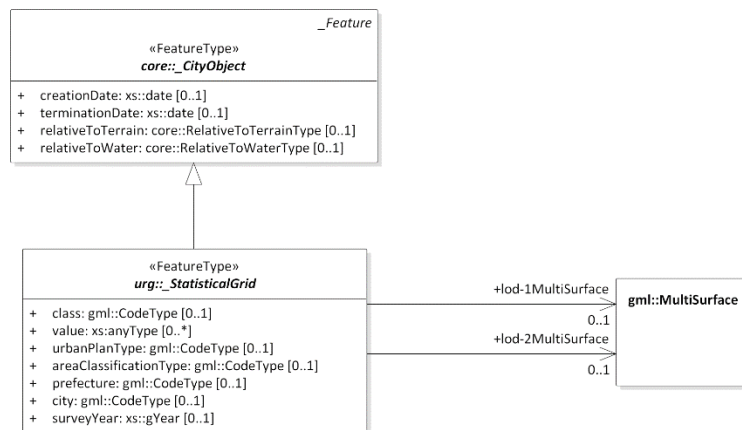 _Feature
«FeatureType»
core::_CityObject
+ creationDate: xs::date [0..1]
+ terminationDate: xs::date [0..1]
+ relativeToTerrain: core::RelativeToTerrainType [0..1]
+ relativeToWater: core::RelativeToWaterType [0..1]
«FeatureType»
urg::_StatisticalGrid
+ class: gml::CodeType [0..1]
+ value: xs:anyType [0..*]
+ urbanPlanType: gml::CodeType [0..1]
+ areaClassificationType: gml::CodeType [0..1]
+ prefecture: gml::CodeType [0..1]
+ city: gml::CodeType [0..1]
+ surveyYear: xs::gYear [0..1]
+lod-1MultiSurface
0..1
+lod-2MultiSurface
0..1
gml::MultiSurface